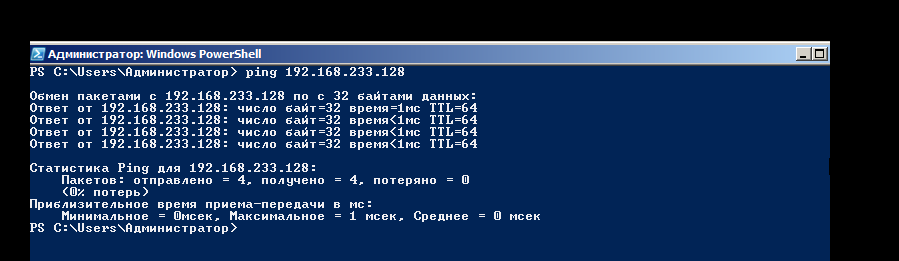 Администратор: Windows PowerShell
PS C:\Users\Администратор> ping 192.168.233.128
Обмен пакетами с 192.168.233.128 по с 32 байтами данных:
Ответ от 192.168.233.128: число байт=32 время=1мс TTL=64
Ответ от 192.168.233.128: число байт=32 время<1мс TTL=64
Ответ от 192.168.233.128: число байт=32 время<1мс TTL=64
Ответ от 192.168.233.128: число байт=32 время<1мс TTL=64
Статистика Ping для 192.168.233.128:
Пакетов: отправлено = 4, получено = 4, потеряно = 0
(0% потерь)
Приблизительное время приема-передачи в мс:
Минимальное = 0мсек, Максимальное = 1 мсек, Среднее = 0 мсек
PS C:\Users\Администратор>